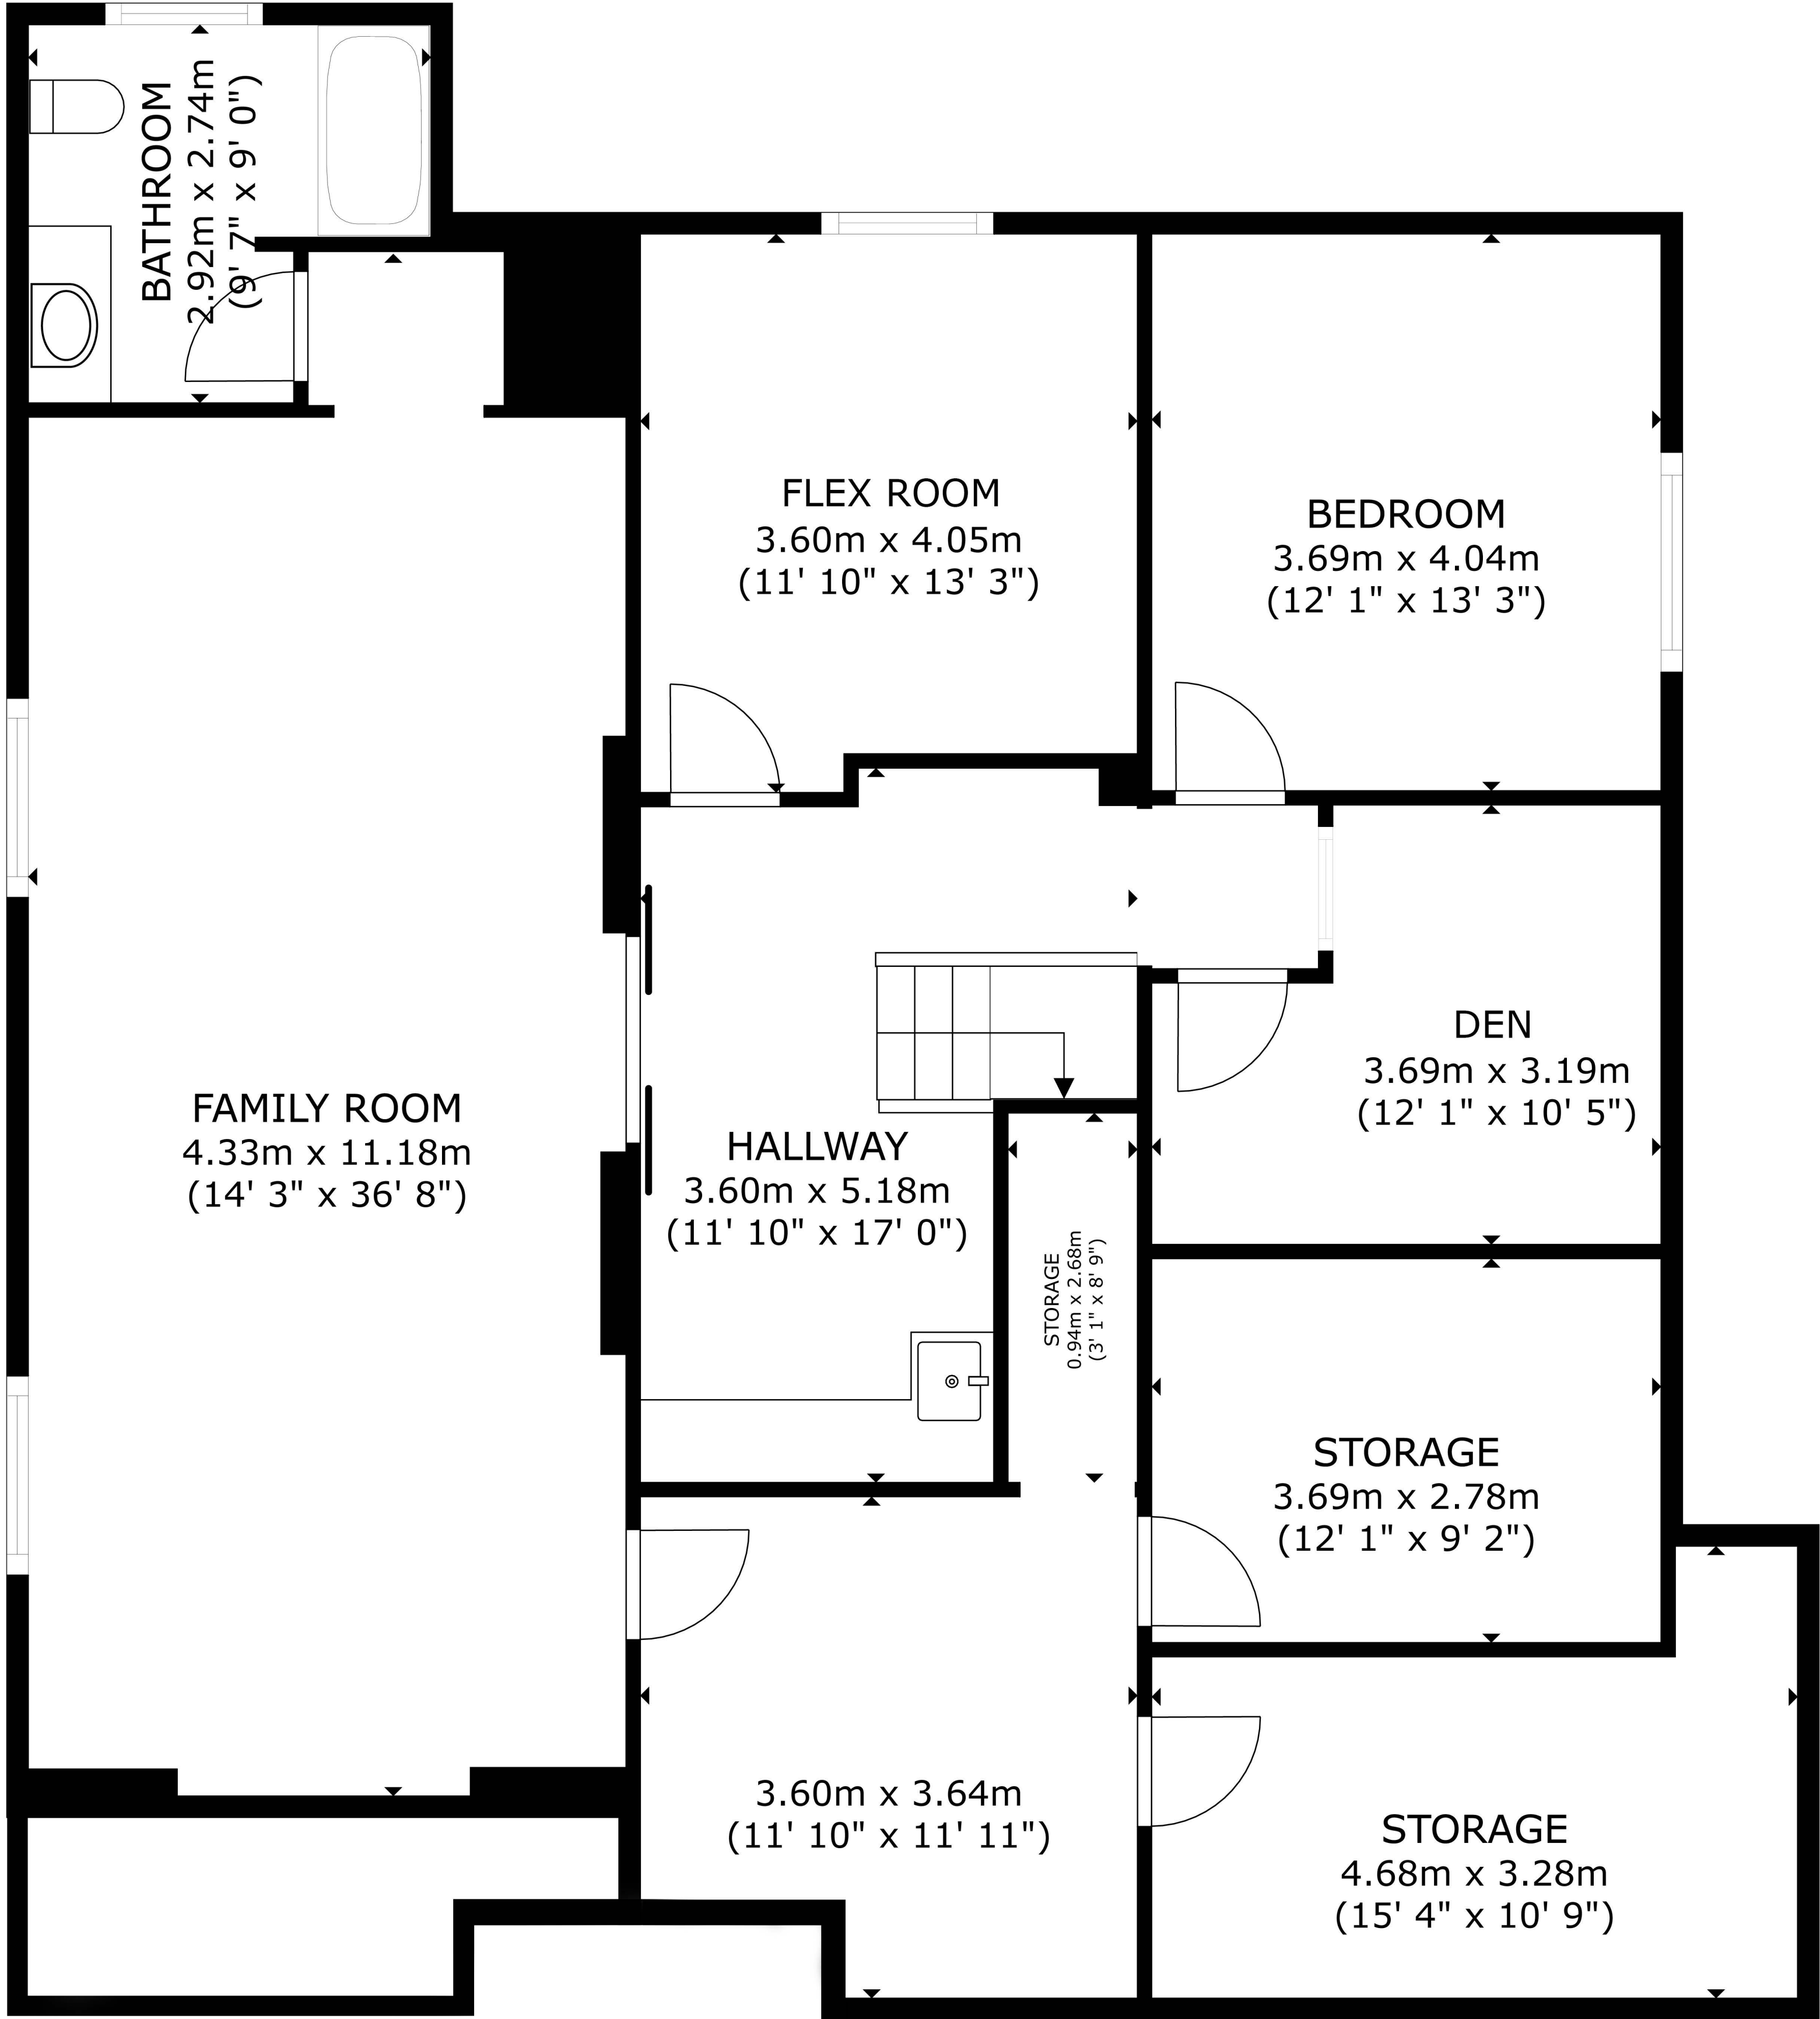 BATHROOM
2.92m x 2.74m
(9' 7" x 9' 0")
FLEX ROOM
3.60m x 4.05m
(11' 10" x 13' 3")
BEDROOM
3.69m x 4.04m
(12' 1" x 13' 3")
DEN
3.69m x 3.19m
(12' 1" x 10' 5")
FAMILY ROOM
4.33m x 11.18m
(14' 3" x 36' 8")
HALLWAY
3.60m x 5.18m
(11' 10" x 17' 0")
STORAGE
0.94m x 2.68m
(3' 1" x 8' 9")
STORAGE
3.69m x 2.78m
(12' 1" x 9' 2")
3.60m x 3.64m
(11' 10" x 11' 11")
STORAGE
4.68m x 3.28m
(15' 4" x 10' 9")